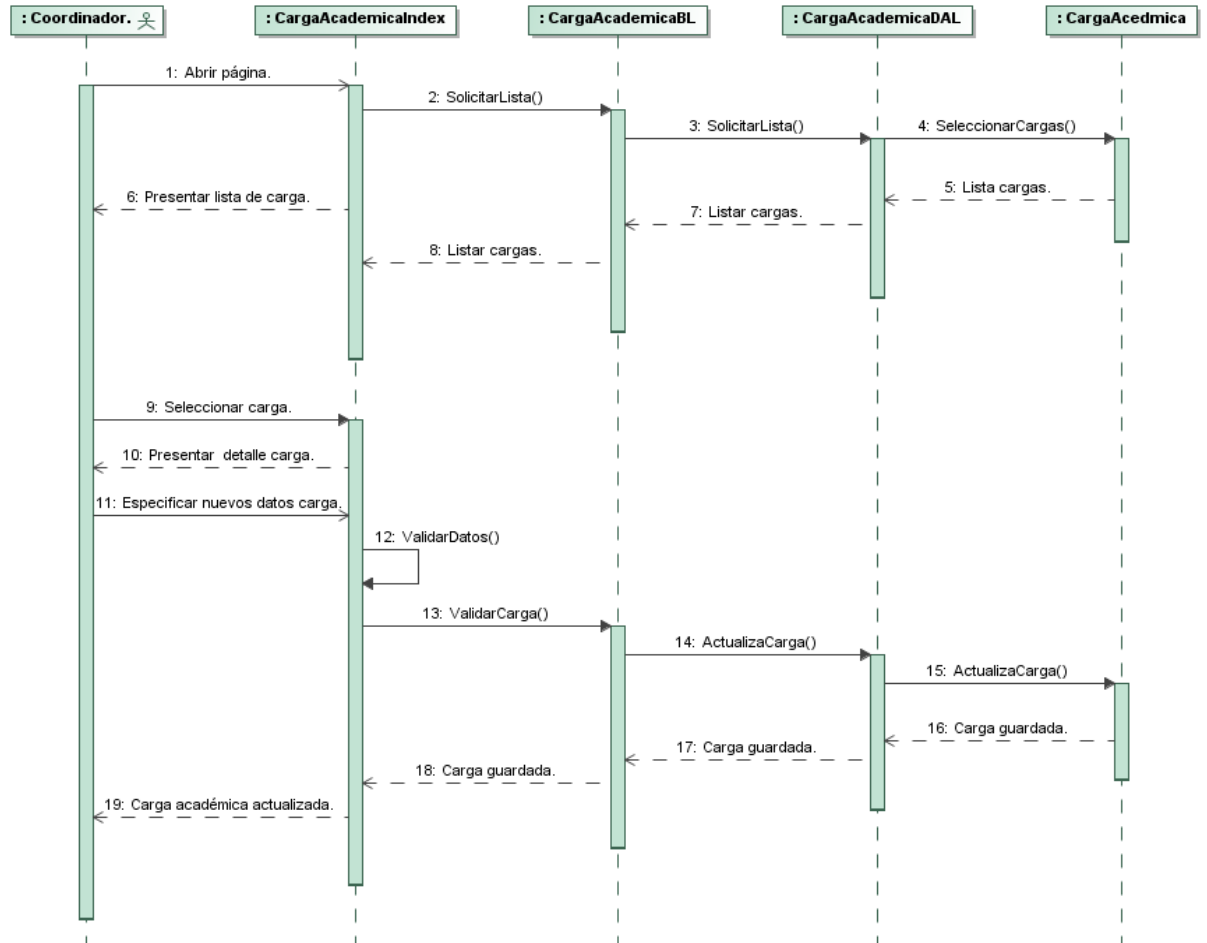 : Coordinador.
: CargaAcademicaIndex
: CargaAcademicaBL
: CargaAcademicaDAL
: CargaAcedmica
1: Abrir página.
2: SolicitarLista()
3: SolicitarLista()
4: SeleccionarCargas()
5: Lista cargas.
6: Presentar lista de carga.
7: Listar cargas.
8: Listar cargas.
9: Seleccionar carga.
10: Presentar detalle carga.
11: Especificar nuevos datos carga.
12: ValidarDatos()
13: ValidarCarga()
14: ActualizaCarga()
15: ActualizaCarga()
16: Carga guardada.
17: Carga guardada.
18: Carga guardada.
19: Carga académica actualizada.